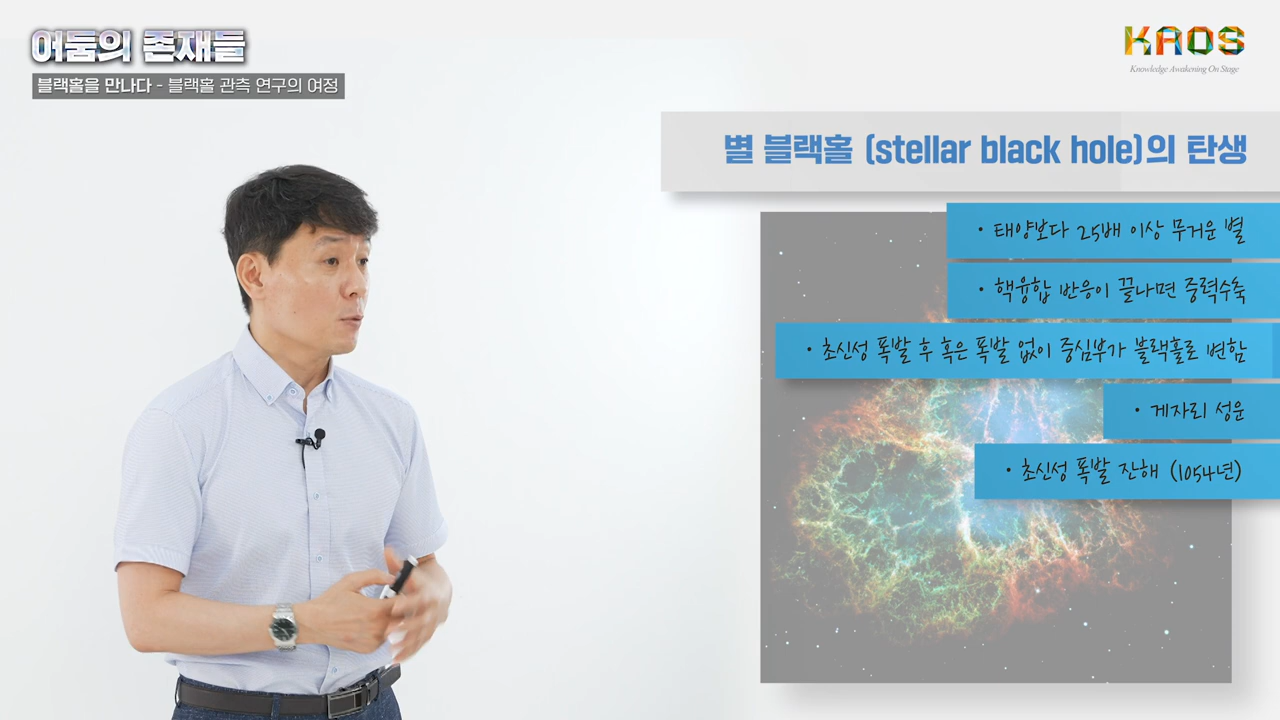 어둠의 존재들
블랙홀을 만나다 - 블랙홀 관측 연구의 여정
KAOS
Knowledge Awakening On Stage
별 블랙홀 (stellar black hole)의 탄생
• 태양보다 25배 이상 무거운 별
• 핵융합 반응이 끝나면 중력수축
• 초신성 폭발 후 혹은 폭발 없이 중심부가 블랙홀로 변함
• 게자리 성운
• 초신성 폭발 잔해 (1054년)